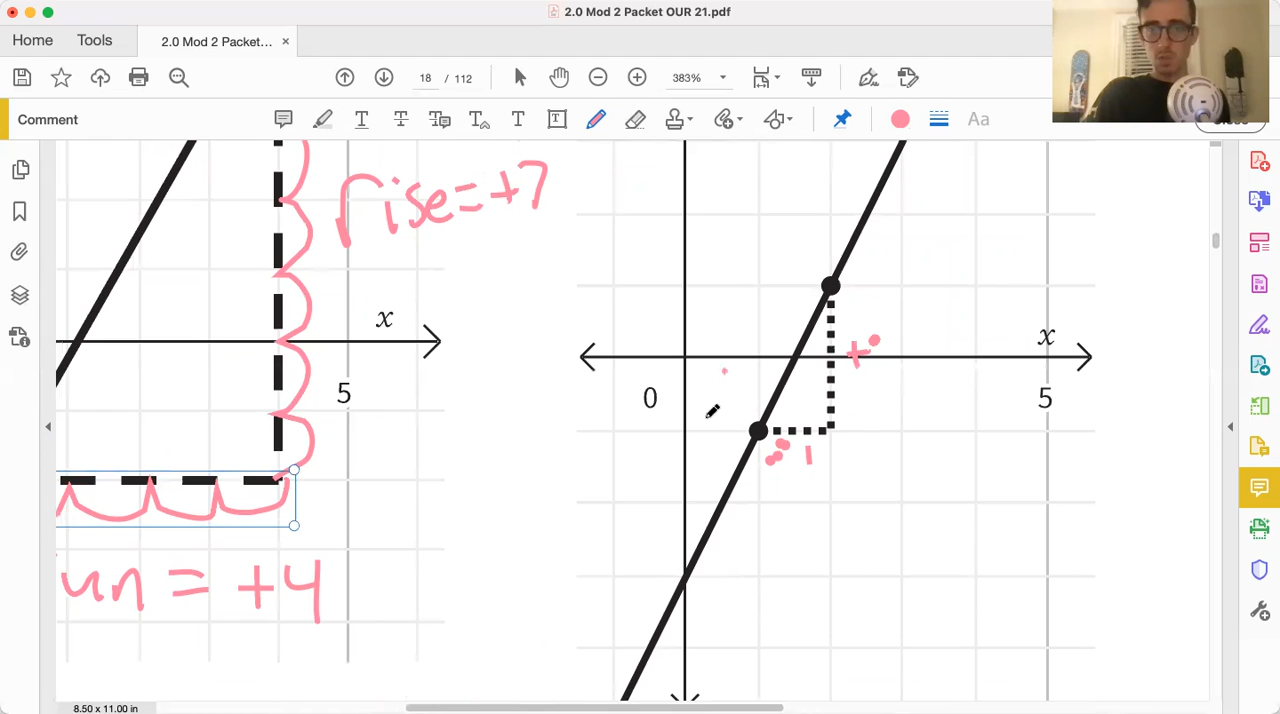 2.0 Mod 2 Packet OUR 21.pdf
Home Tools 2.0 Mod 2 Packet... ×
18 / 112 383%
Comment Aa
rise=+7
x
5
un = +4
x
0
5
+
1
8.50 x 11.00 in